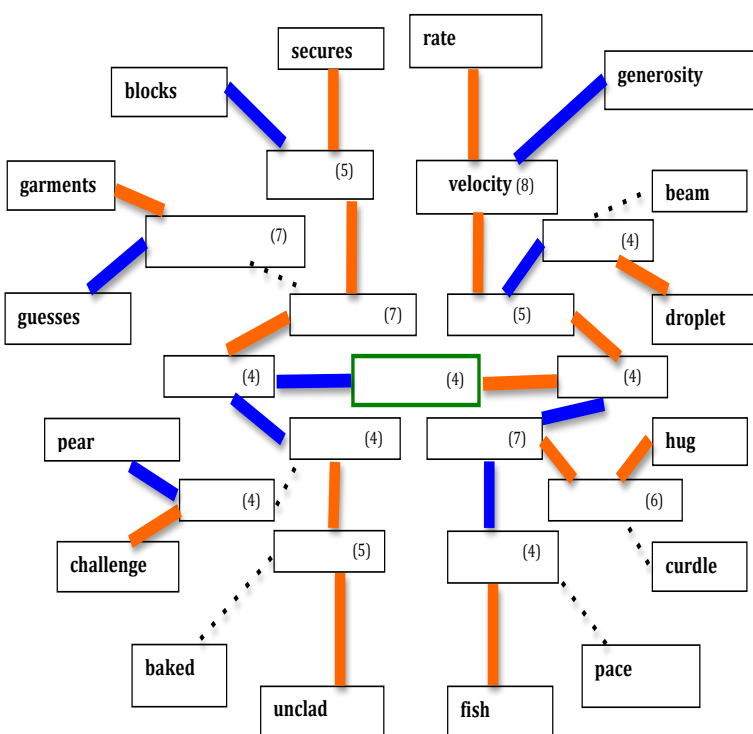 secures
rate
generosity
blocks
(5)
garments
velocity (8)
beam
(7)
(4)
guesses
(7)
(5)
droplet
(4)
(4)
(4)
pear
(4)
(7)
hug
(4)
(6)
challenge
(5)
(4)
curdle
baked
pace
unclad
fish